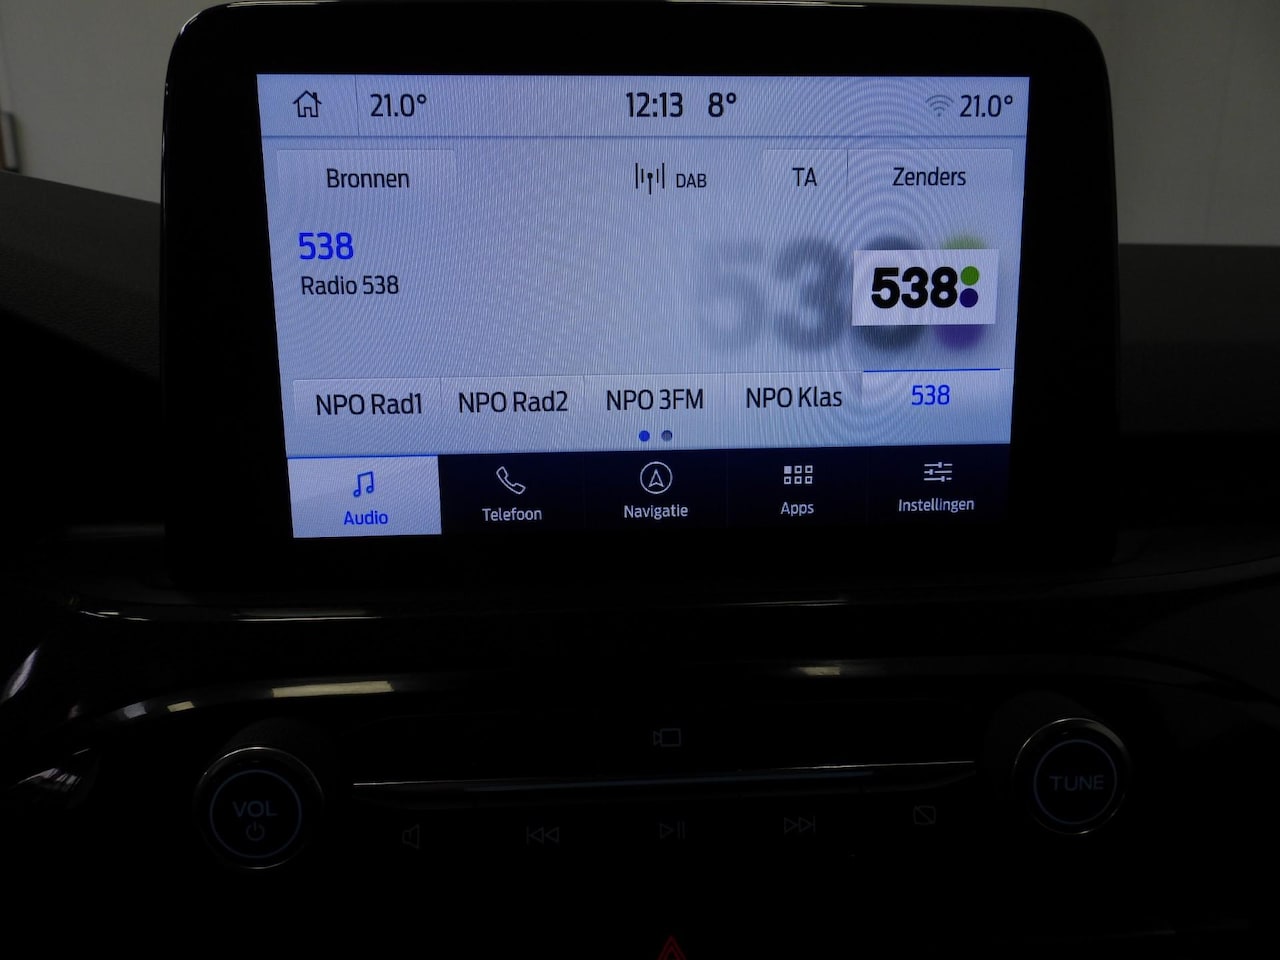 21.0° 12:13 8° 21.0°
Bronnen DAB TA Zenders
538
Radio 538
538
NPO Rad1 NPO Rad2 NPO 3FM NPO Klas 538
Audio Telefoon Navigatie Apps Instellingen
VOL TUNE